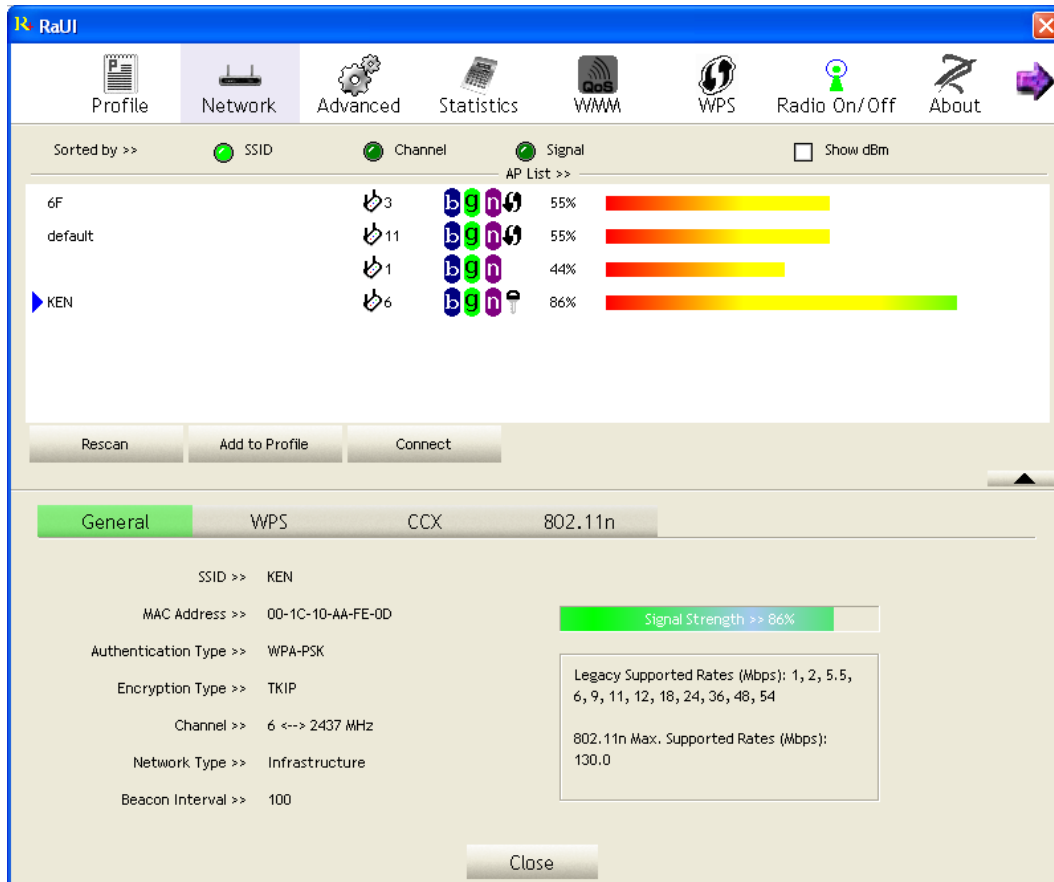 RaUI
Profile Network Advanced Statistics QoS WMM WPS Radio On/Off About
Sorted by >> SSID Channel Signal Show dBm
AP List >>
6F 3 b g n 55%
default 11 b g n 55%
1 b g n 44%
KEN 6 b g n 86%
Rescan Add to Profile Connect
General WPS CCX 802.11n
SSID >> KEN
MAC Address >> 00-1C-10-AA-FE-0D
Signal Strength >> 86%
Authentication Type >> WPA-PSK
Encryption Type >> TKIP
Channel >> 6 <--> 2437 MHz
Network Type >> Infrastructure
Beacon Interval >> 100
Legacy Supported Rates (Mbps): 1, 2, 5.5,
6, 9, 11, 12, 18, 24, 36, 48, 54
802.11n Max. Supported Rates (Mbps):
130.0
Close